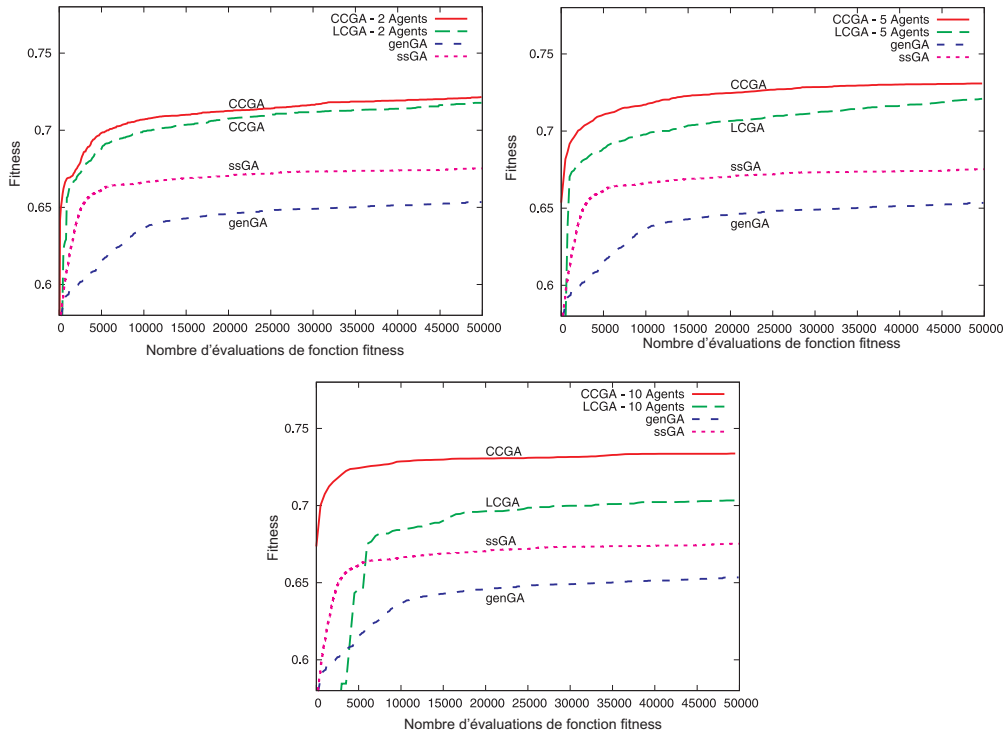 CCGA - 2 Agents
LCGA - 2 Agents
genGA
ssGA
0.75
0.7
0.65
0.6
Fitness
CCGA
CCGA
ssGA
genGA
0 5000 10000 15000 20000 25000 30000 35000 40000 45000 50000
Nombre d'évaluations de fonction fitness
CCGA - 5 Agents
LCGA - 5 Agents
genGA
ssGA
0.75
0.7
0.65
0.6
Fitness
CCGA
LCGA
ssGA
genGA
0 5000 10000 15000 20000 25000 30000 35000 40000 45000 50000
Nombre d'évaluations de fonction fitness
CCGA - 10 Agents
LCGA - 10 Agents
genGA
ssGA
0.75
0.7
0.65
0.6
Fitness
CCGA
LCGA
ssGA
genGA
0 5000 10000 15000 20000 25000 30000 35000 40000 45000 50000
Nombre d'évaluations de fonction fitness